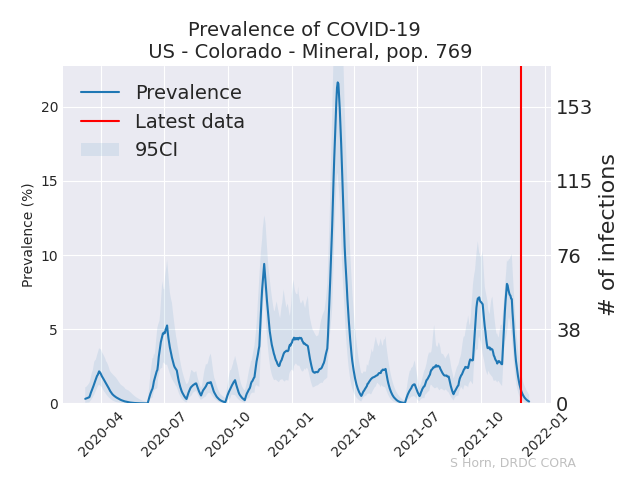 Prevalence of COVID-19
US - Colorado - Mineral, pop. 769
Prevalence
Latest data
95CI
Prevalence (%)
20
15
10
5
0
153
115
76
38
0
# of infections
2020-04
2020-07
2020-10
2021-01
2021-04
2021-07
2021-10
2022-01
S Horn, DRDC CORA